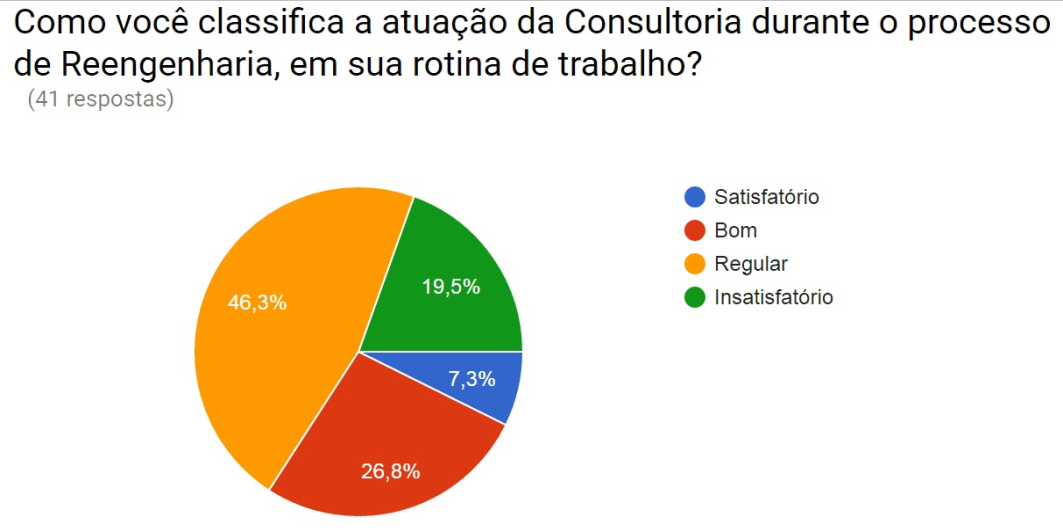 Como você classifica a atuação da Consultoria durante o processo
de Reengenharia, em sua rotina de trabalho?
(41 respostas)
Satisfatório
Bom
Regular
Insatisfatório
19,5%
46,3%
7,3%
26,8%